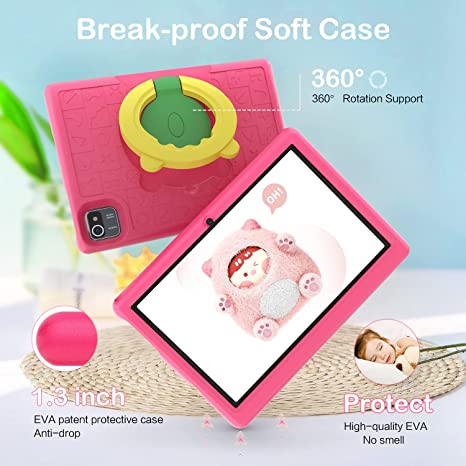 Break-proof Soft Case
360°
360° Rotation Support
OH!
1.3 inch
EVA patent protective case
Anti-drop
Protect
High-quality EVA
No smell